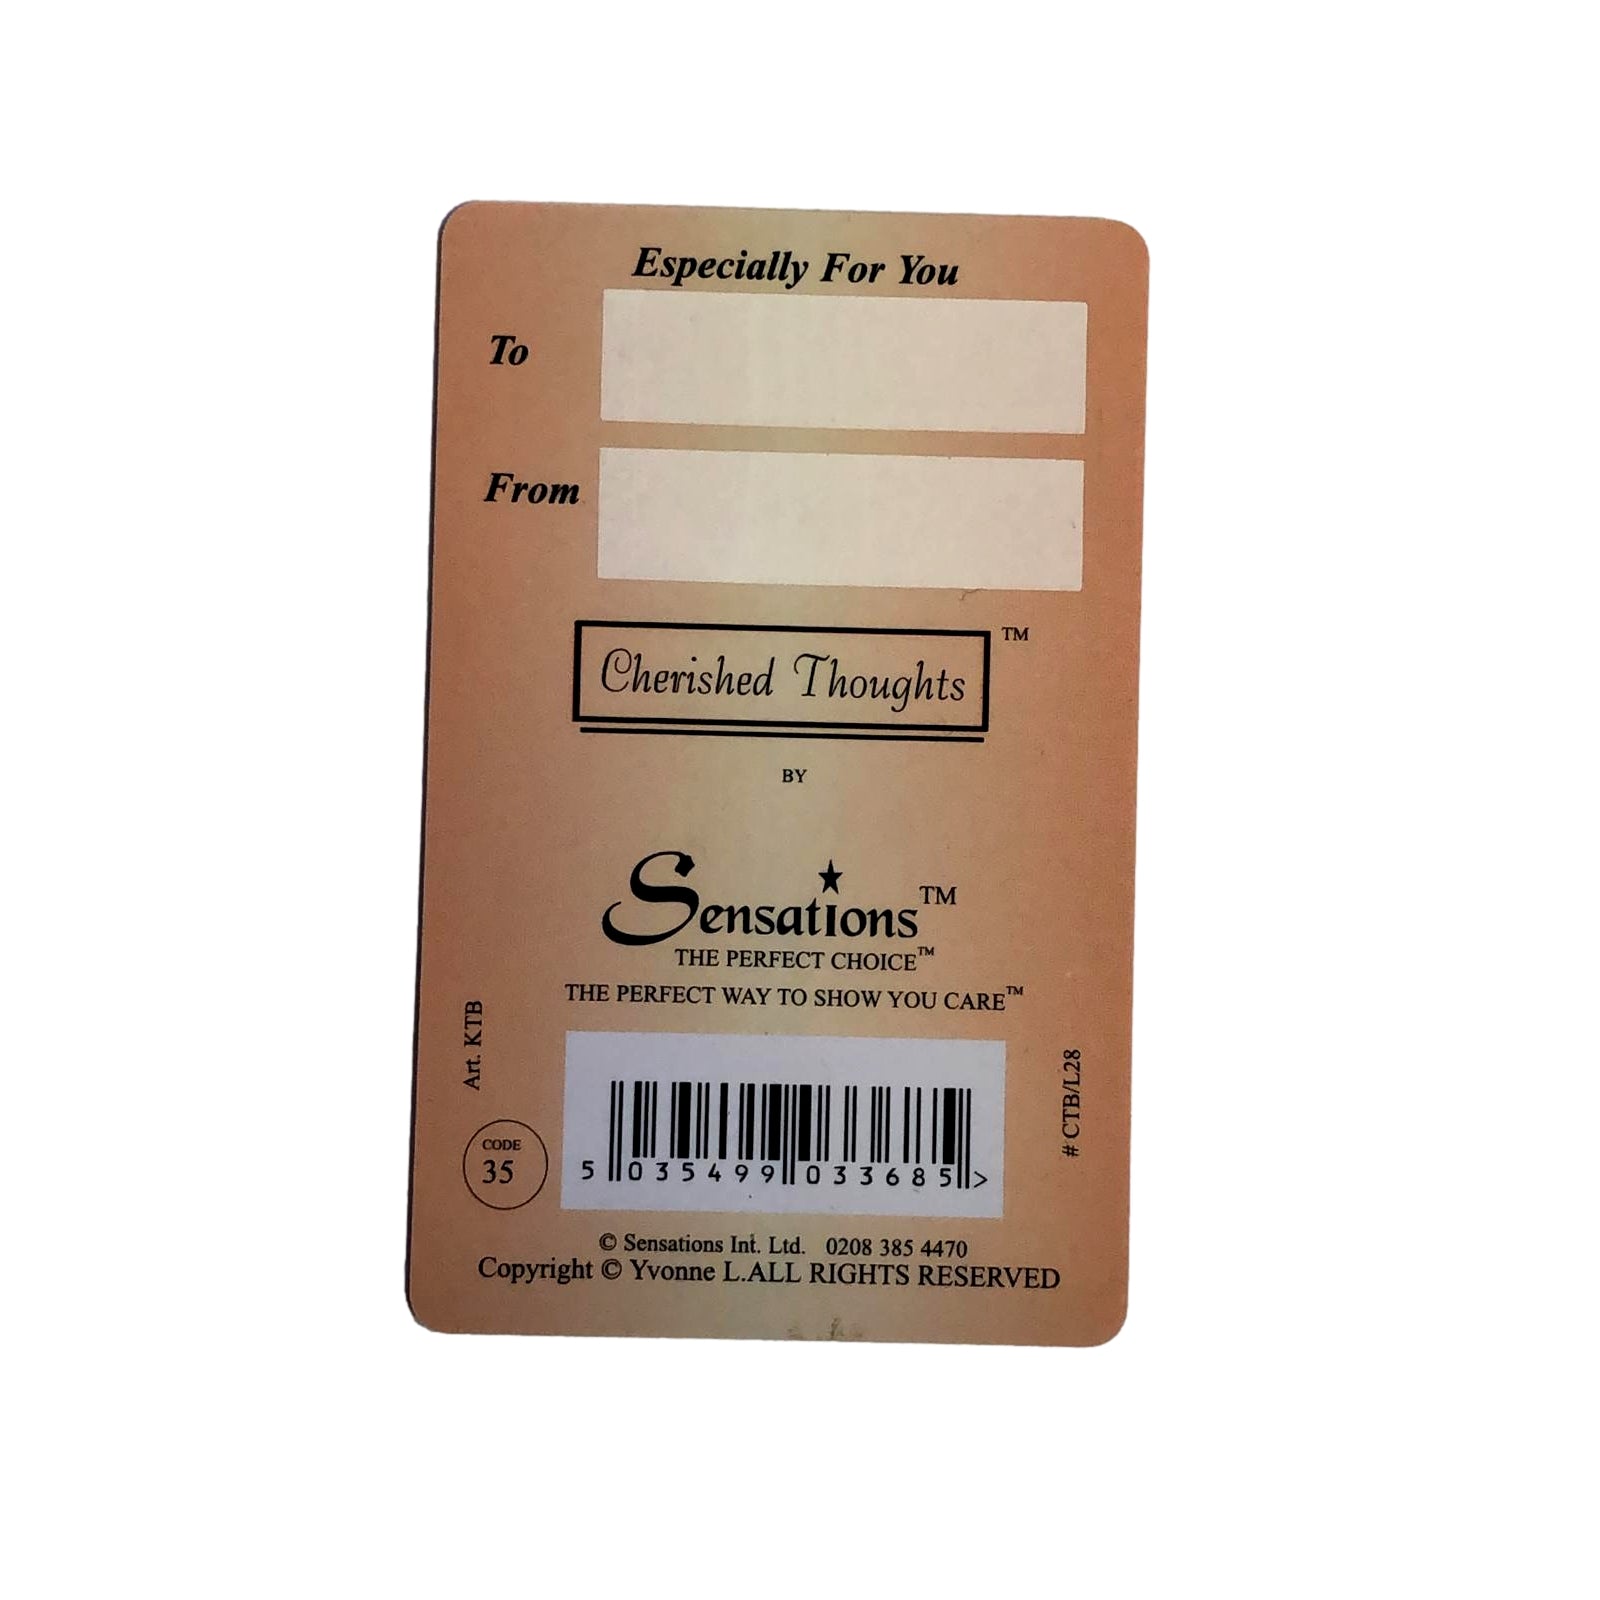 Especially For You
To
From
Cherished Thoughts ™
BY
Sensations™
THE PERFECT CHOICE™
THE PERFECT WAY TO SHOW YOU CARE™
Art. KTB
# CTB/L28
CODE
35
5 035499 033685 >
© Sensations Int. Ltd. 0208 385 4470
Copyright © Yvonne L.ALL RIGHTS RESERVED